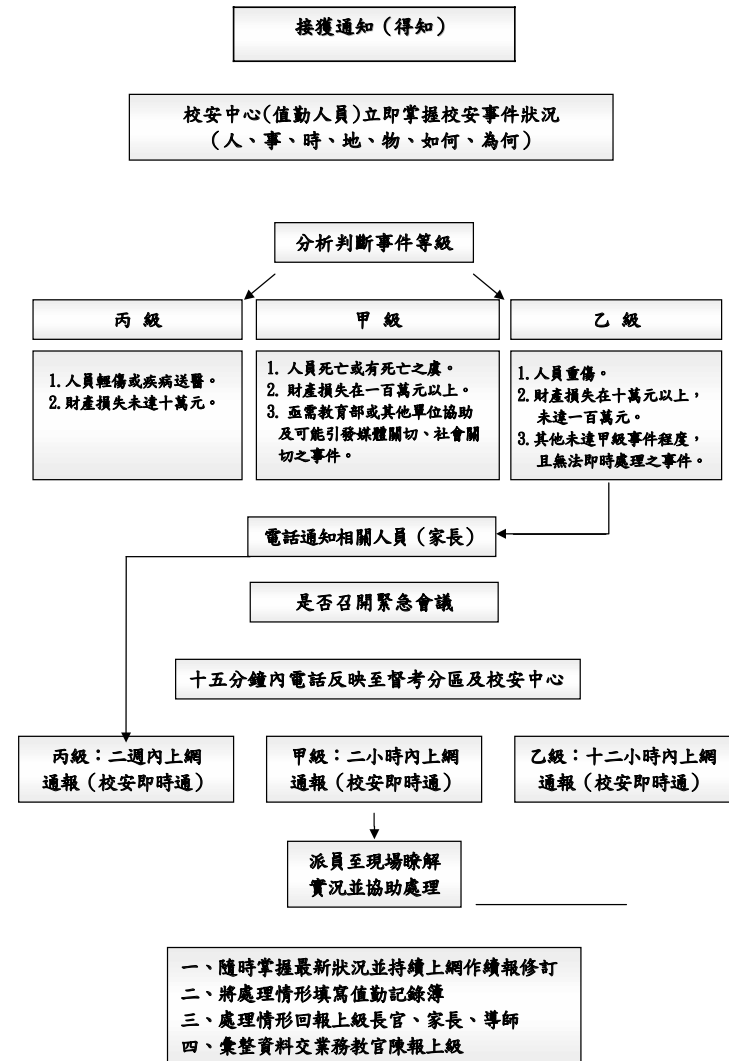 接獲通知（得知）
校安中心(值勤人員)立即掌握校安事件狀況
（人、事、時、地、物、如何、為何）
分析判斷事件等級
丙 級
1.人員輕傷或疾病送醫。
2.財產損失未達十萬元。
甲 級
1. 人員死亡或有死亡之虞。
2. 財產損失在一百萬元以上。
3. 亟需教育部或其他單位協助
及可能引發媒體關切、社會關
切之事件。
乙 級
1.人員重傷。
2.財產損失在十萬元以上，
未達一百萬元。
3.其他未達甲級事件程度，
且無法即時處理之事件。
電話通知相關人員（家長）
是否召開緊急會議
十五分鐘內電話反映至督考分區及校安中心
丙級：二週內上網
通報（校安即時通）
甲級：二小時內上網
通報（校安即時通）
乙級：十二小時內上網
通報（校安即時通）
派員至現場瞭解
實況並協助處理
一、隨時掌握最新狀況並持續上網作續報修訂
二、將處理情形填寫值勤記錄簿
三、處理情形回報上級長官、家長、導師
四、彙整資料交業務教官陳報上級